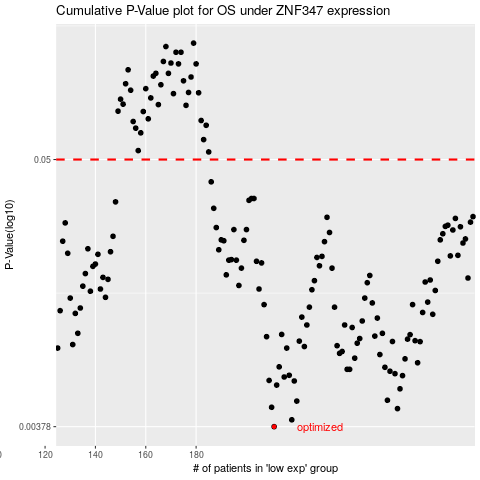 Cumulative P-Value plot for OS under ZNF347 expression
P-Value(log10)
0.05
0.00378
optimized
0 120 140 160 180
# of patients in 'low exp' group